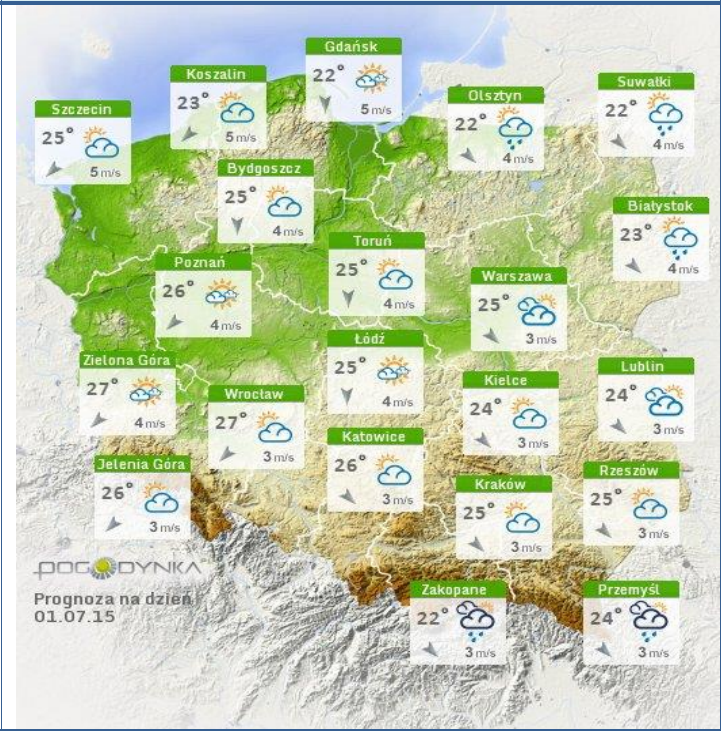 Gdańsk
22°
5 m/s
Koszalin
23°
5 m/s
Szczecin
25°
5 m/s
Olsztyn
22°
4 m/s
Suwałki
22°
4 m/s
Bydgoszcz
25°
4 m/s
Białystok
23°
4 m/s
Toruń
25°
4 m/s
Poznań
26°
4 m/s
Warszawa
25°
3 m/s
Łódź
25°
4 m/s
Zielona Góra
27°
4 m/s
Wrocław
27°
3 m/s
Kielce
24°
3 m/s
Lublin
24°
3 m/s
Katowice
26°
3 m/s
Jelenia Góra
26°
3 m/s
Kraków
25°
3 m/s
Rzeszów
25°
3 m/s
POGODYNKA
Prognoza na dzień
01.07.15
Zakopane
22°
3 m/s
Przemyśl
24°
3 m/s